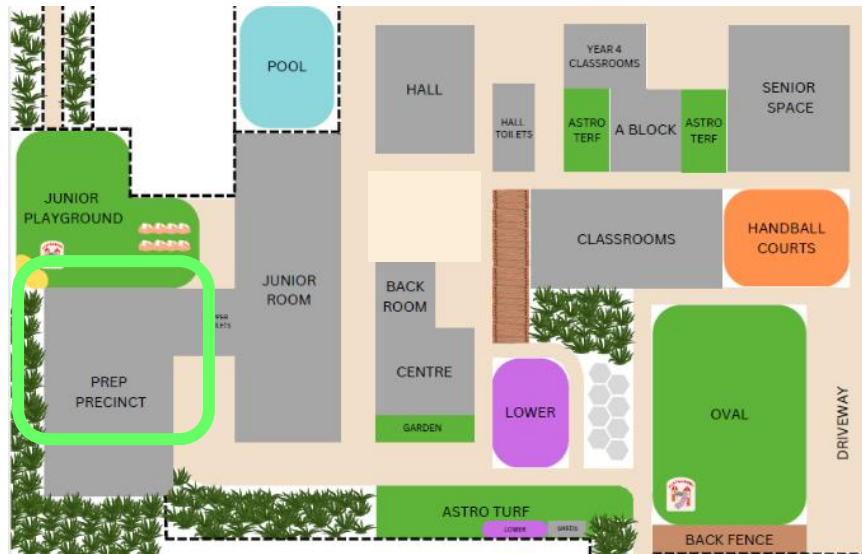 POOL
HALL
YEAR 4
CLASSROOMS
SENIOR
SPACE
HALL
TOILETS
ASTRO
TERF
A BLOCK
ASTRO
TERF
JUNIOR
PLAYGROUND
CLASSROOMS
HANDBALL
COURTS
JUNIOR
ROOM
BACK
ROOM
PREP
PRECINCT
CENTRE
LOWER
OVAL
DRIVEWAY
GARDEN
ASTRO TURF
LOWER
SHEDS
BACK FENCE